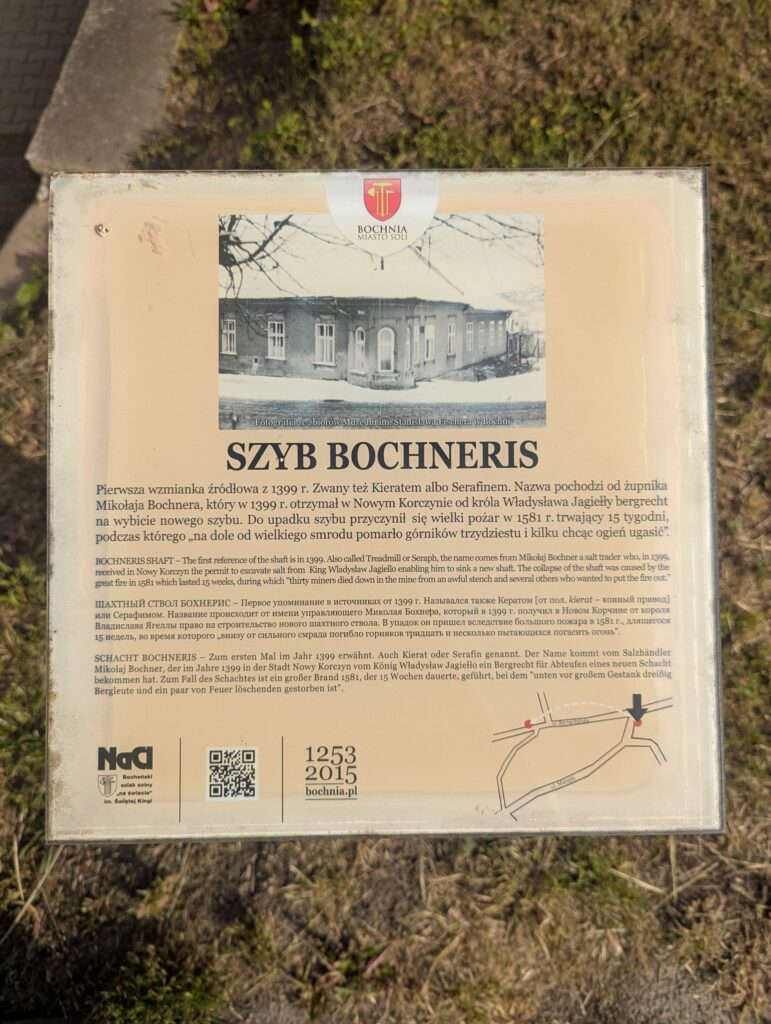 BOCHNIA
MIASTO SOLI
Fotografia ze zbiorów Muzeum im. Stanisława Fischera w Bochni
SZYB BOCHNERIS
Pierwsza wzmianka źródłowa z 1399 r. Zwany też Kieratem albo Serafinem. Nazwa pochodzi od żupnika
Mikołaja Bochnera, który w 1399 r. otrzymał w Nowym Korczynie od króla Władysława Jagiełły bergrecht
na wybicie nowego szybu. Do upadku szybu przyczynił się wielki pożar w 1581 r. trwający 15 tygodni,
podczas którego „na dole od wielkiego smrodu pomarło górników trzydziestu i kilku chcąc ogień ugasić”.
BOCHNERIS SHAFT – The first reference of the shaft is in 1399. Also called Treadmill or Seraph, the name comes from Mikołaj Bochner a salt trader who, in 1399,
received in Nowy Korczyn the permit to excavate salt from King Władysław Jagiełło enabling him to sink a new shaft. The collapse of the shaft was caused by the
great fire in 1581 which lasted 15 weeks, during which "thirty miners died down in the mine from an awful stench and several others who wanted to put the fire out."
ШАХТНЫЙ СТВОЛ БОХНЕРИС – Первое упоминание в источниках от 1399 г. Назывался также Кератом [от пол. kierat – конный привод]
или Серафимом. Название происходит от имени управляющего Миколая Бохнера, который в 1399 г. получил в Новом Корчине от короля
Владислава Ягеллы право на строительство нового шахтного ствола. В упадок он пришел вследствие большого пожара в 1581 г., длящегося
15 недель, во время которого „внизу от сильного смрада погибло горняков тридцать и несколько пытающихся погасить огонь”.
SCHACHT BOCHNERIS – Zum ersten Mal im Jahr 1399 erwähnt. Auch Kierat oder Serafin genannt. Der Name kommt vom Salzhändler
Mikołaj Bochner, der im Jahre 1399 in der Stadt Nowy Korczyn vom König Władysław Jagiełło ein Bergrecht für Abteufen eines neuen Schacht
bekommen hat. Zum Fall des Schachtes ist ein großer Brand 1581, der 15 Wochen dauerte, geführt, bei dem "unten vor großem Gestank dreißig
Bergleute und ein paar von Feuer löschenden gestorben ist".
ul. Bernardyńska
ul. Matejki
NaCl
Bocheński
szlak solny
„na świenie”
im. Świętej Kingi
1253
2015
bochnia.pl